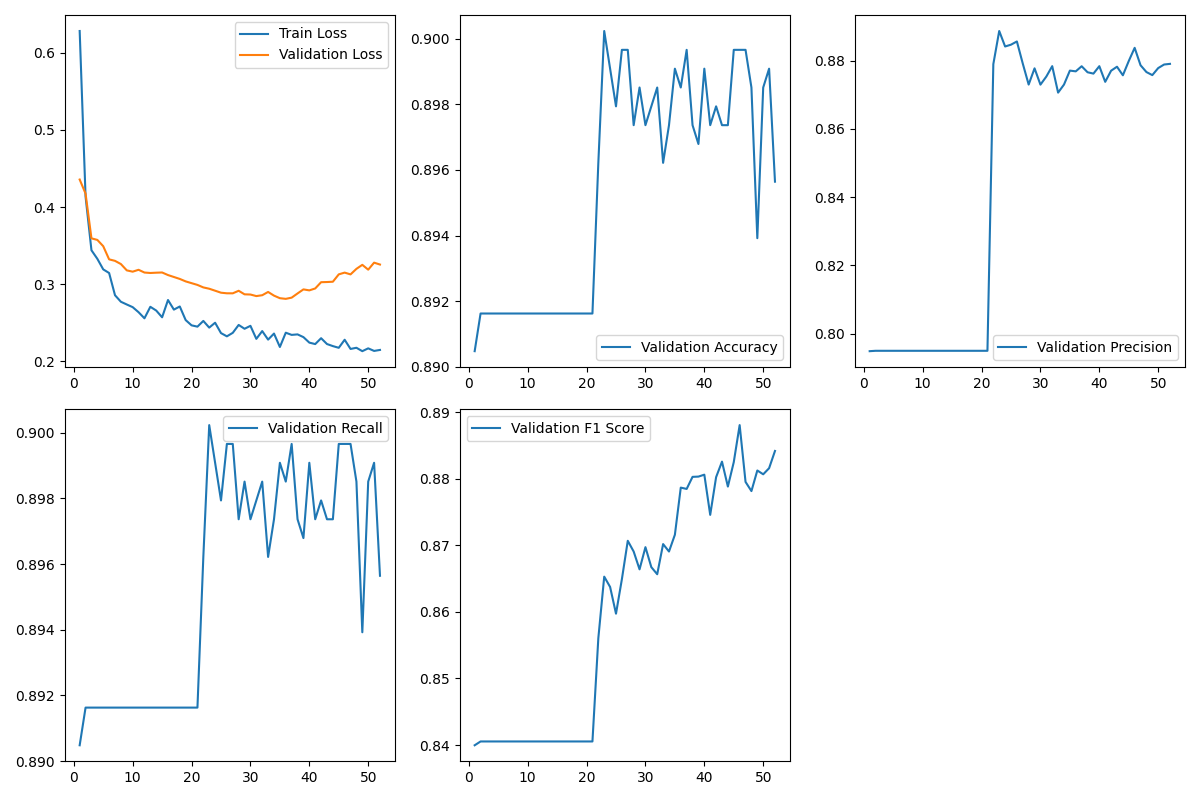 0.6
0.5
0.4
0.3
0.2
0 10 20 30 40 50
Train Loss
Validation Loss
0.900
0.898
0.896
0.894
0.892
0.890
0 10 20 30 40 50
Validation Accuracy
0.88
0.86
0.84
0.82
0.80
0 10 20 30 40 50
Validation Precision
0.900
0.898
0.896
0.894
0.892
0.890
0 10 20 30 40 50
Validation Recall
0.89
0.88
0.87
0.86
0.85
0.84
0 10 20 30 40 50
Validation F1 Score